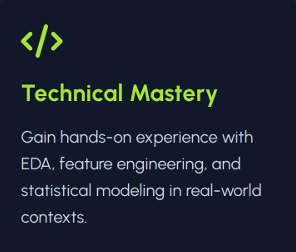 Technical Mastery
Gain hands-on experience with
EDA, feature engineering, and
statistical modeling in real-world
contexts.